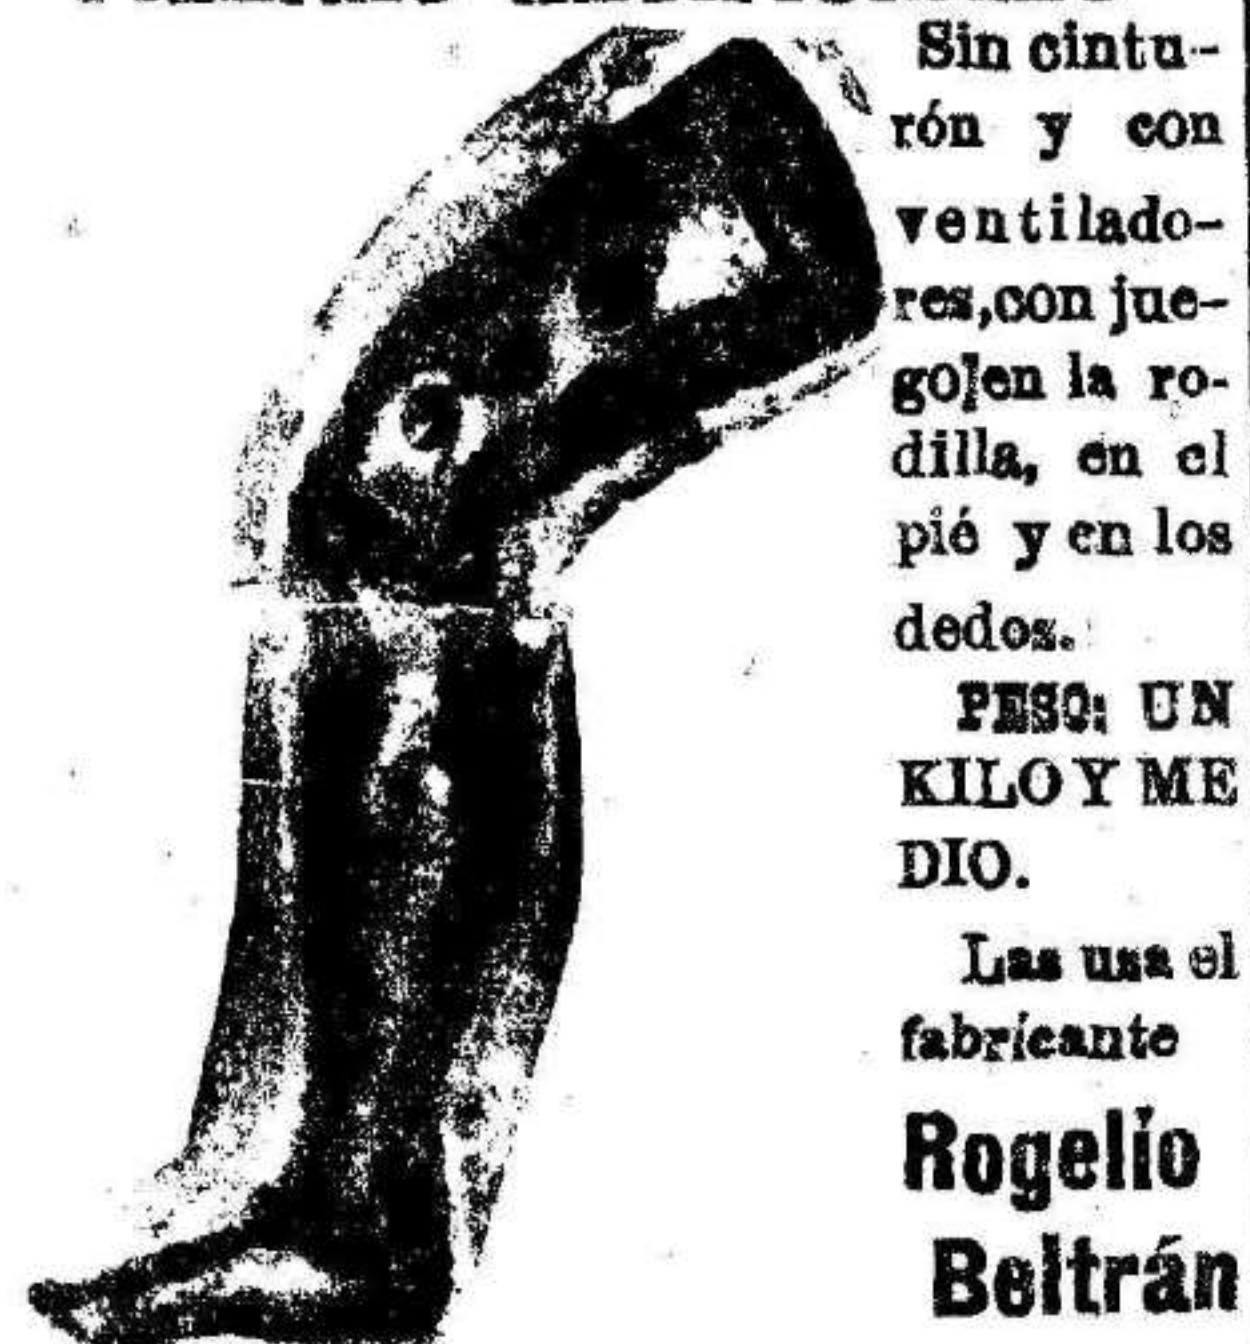 Sin cintu-
rón y con
ventilado-
res, con jue-
go en la ro-
dilla, en el
pié y en los
dedos.
PESO: UN
KILO Y ME
DIO.
Las usa el
fabricante
Rogelio
Beltrán